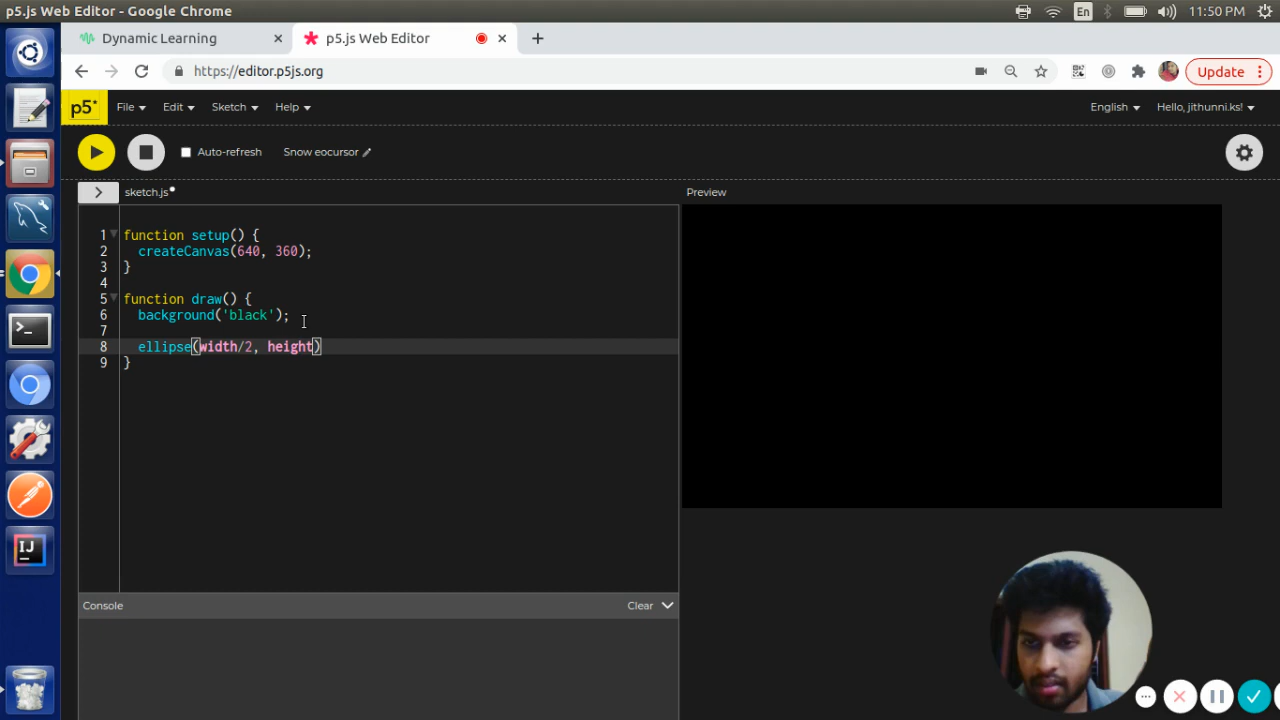 p5.js Web Editor - Google Chrome
En
11:50 PM
Dynamic Learning
p5.js Web Editor
https://editor.p5js.org
Update
p5*
File
Edit
Sketch
Help
English
Hello, jithunni.ks!
Auto-refresh
Snow eocursor
sketch.js
Preview
1 function setup() {
2 createCanvas(640, 360);
3 }
4
5 function draw() {
6 background('black');
7
8 ellipse(width/2, height)
9 }
Console
Clear
IJ